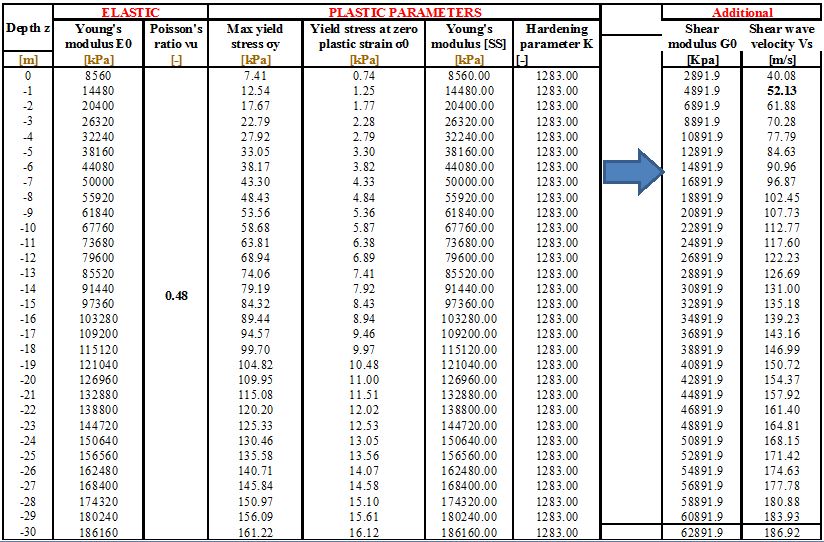 ELASTIC PLASTIC PARAMETERS Additional
Depth z Young's Poisson's Max yield Yield stress at zero Young's Hardening Shear Shear wave
modulus E0 ratio νu stress σy plastic strain σ0 modulus [SS] parameter K modulus G0 velocity Vs
[m] [kPa] [-] [kPa] [kPa] [kPa] [-] [Kpa] [m/s]
0 8560 7.41 0.74 8560.00 1283.00 2891.9 40.08
-1 14480 12.54 1.25 14480.00 1283.00 4891.9 52.13
-2 20400 17.67 1.77 20400.00 1283.00 6891.9 61.88
-3 26320 22.79 2.28 26320.00 1283.00 8891.9 70.28
-4 32240 27.92 2.79 32240.00 1283.00 10891.9 77.79
-5 38160 33.05 3.30 38160.00 1283.00 12891.9 84.63
-6 44080 38.17 3.82 44080.00 1283.00 14891.9 90.96
-7 50000 43.30 4.33 50000.00 1283.00 16891.9 96.87
-8 55920 48.43 4.84 55920.00 1283.00 18891.9 102.45
-9 61840 53.56 5.36 61840.00 1283.00 20891.9 107.73
-10 67760 58.68 5.87 67760.00 1283.00 22891.9 112.77
-11 73680 63.81 6.38 73680.00 1283.00 24891.9 117.60
-12 79600 68.94 6.89 79600.00 1283.00 26891.9 122.23
-13 85520 74.06 7.41 85520.00 1283.00 28891.9 126.69
-14 91440 79.19 7.92 91440.00 1283.00 30891.9 131.00
0.48
-15 97360 84.32 8.43 97360.00 1283.00 32891.9 135.18
-16 103280 89.44 8.94 103280.00 1283.00 34891.9 139.23
-17 109200 94.57 9.46 109200.00 1283.00 36891.9 143.16
-18 115120 99.70 9.97 115120.00 1283.00 38891.9 146.99
-19 121040 104.82 10.48 121040.00 1283.00 40891.9 150.72
-20 126960 109.95 11.00 126960.00 1283.00 42891.9 154.37
-21 132880 115.08 11.51 132880.00 1283.00 44891.9 157.92
-22 138800 120.20 12.02 138800.00 1283.00 46891.9 161.40
-23 144720 125.33 12.53 144720.00 1283.00 48891.9 164.81
-24 150640 130.46 13.05 150640.00 1283.00 50891.9 168.15
-25 156560 135.58 13.56 156560.00 1283.00 52891.9 171.42
-26 162480 140.71 14.07 162480.00 1283.00 54891.9 174.63
-27 168400 145.84 14.58 168400.00 1283.00 56891.9 177.78
-28 174320 150.97 15.10 174320.00 1283.00 58891.9 180.88
-29 180240 156.09 15.61 180240.00 1283.00 60891.9 183.93
-30 186160 161.22 16.12 186160.00 1283.00 62891.9 186.92